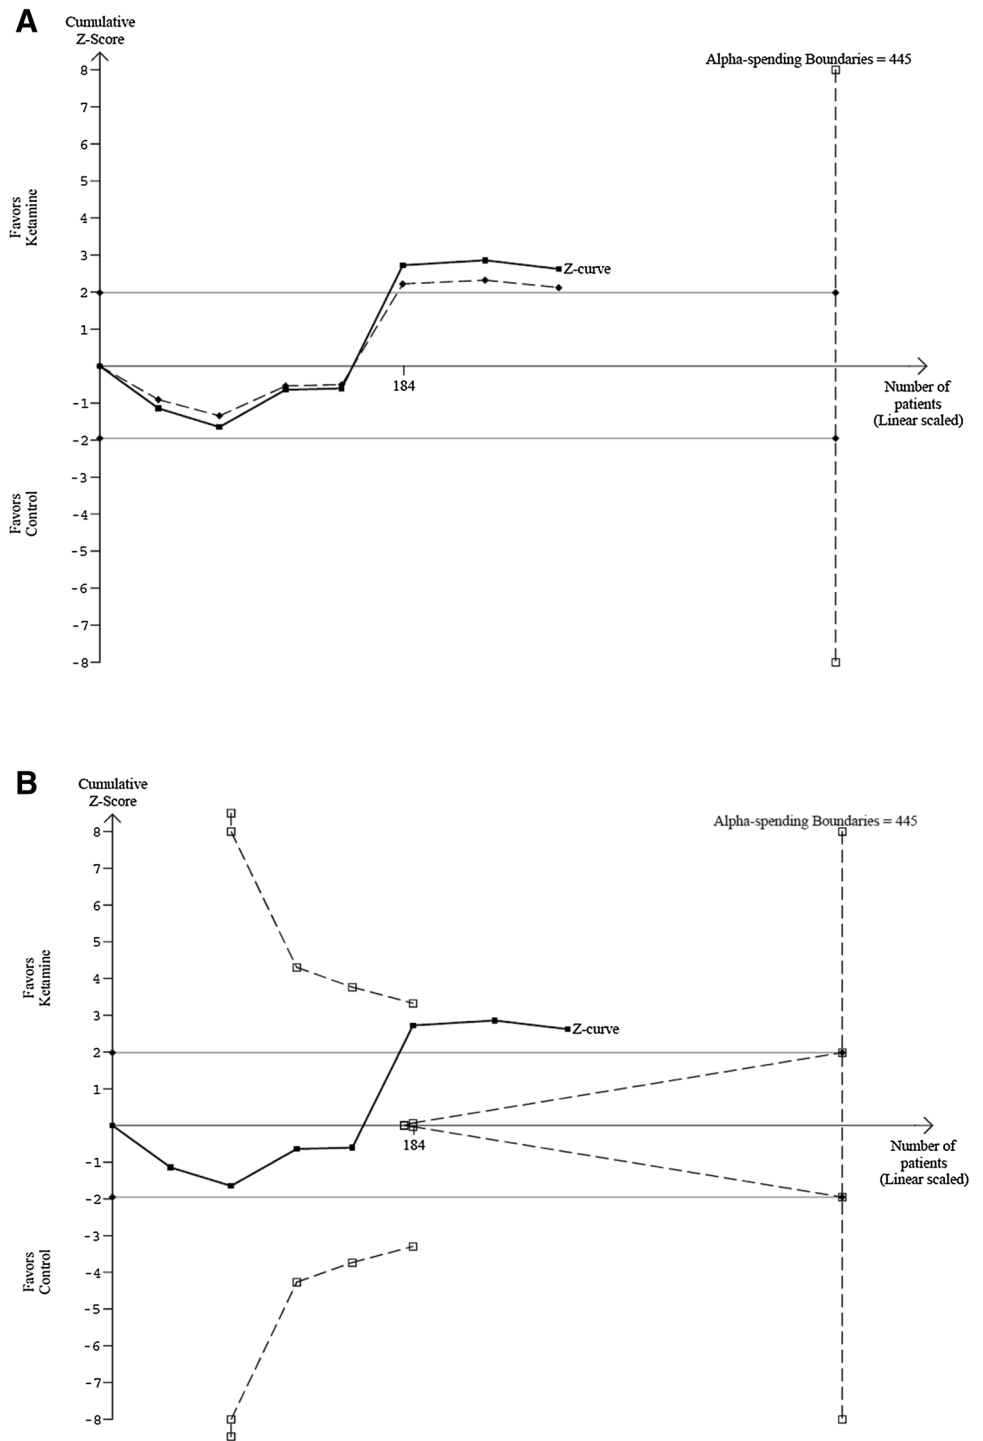 A
Cumulative
Z-Score
Alpha-spending Boundaries = 445
8
7
6
5
4
3
2
1
-1
-2
-3
-4
-5
-6
-7
-8
Favors
Ketamine
Favors
Control
Z-curve
184
Number of
patients
(Linear scaled)
B
Cumulative
Z-Score
Alpha-spending Boundaries = 445
8
7
6
5
4
3
2
1
-1
-2
-3
-4
-5
-6
-7
-8
Favors
Ketamine
Favors
Control
Z-curve
184
Number of
patients
(Linear scaled)